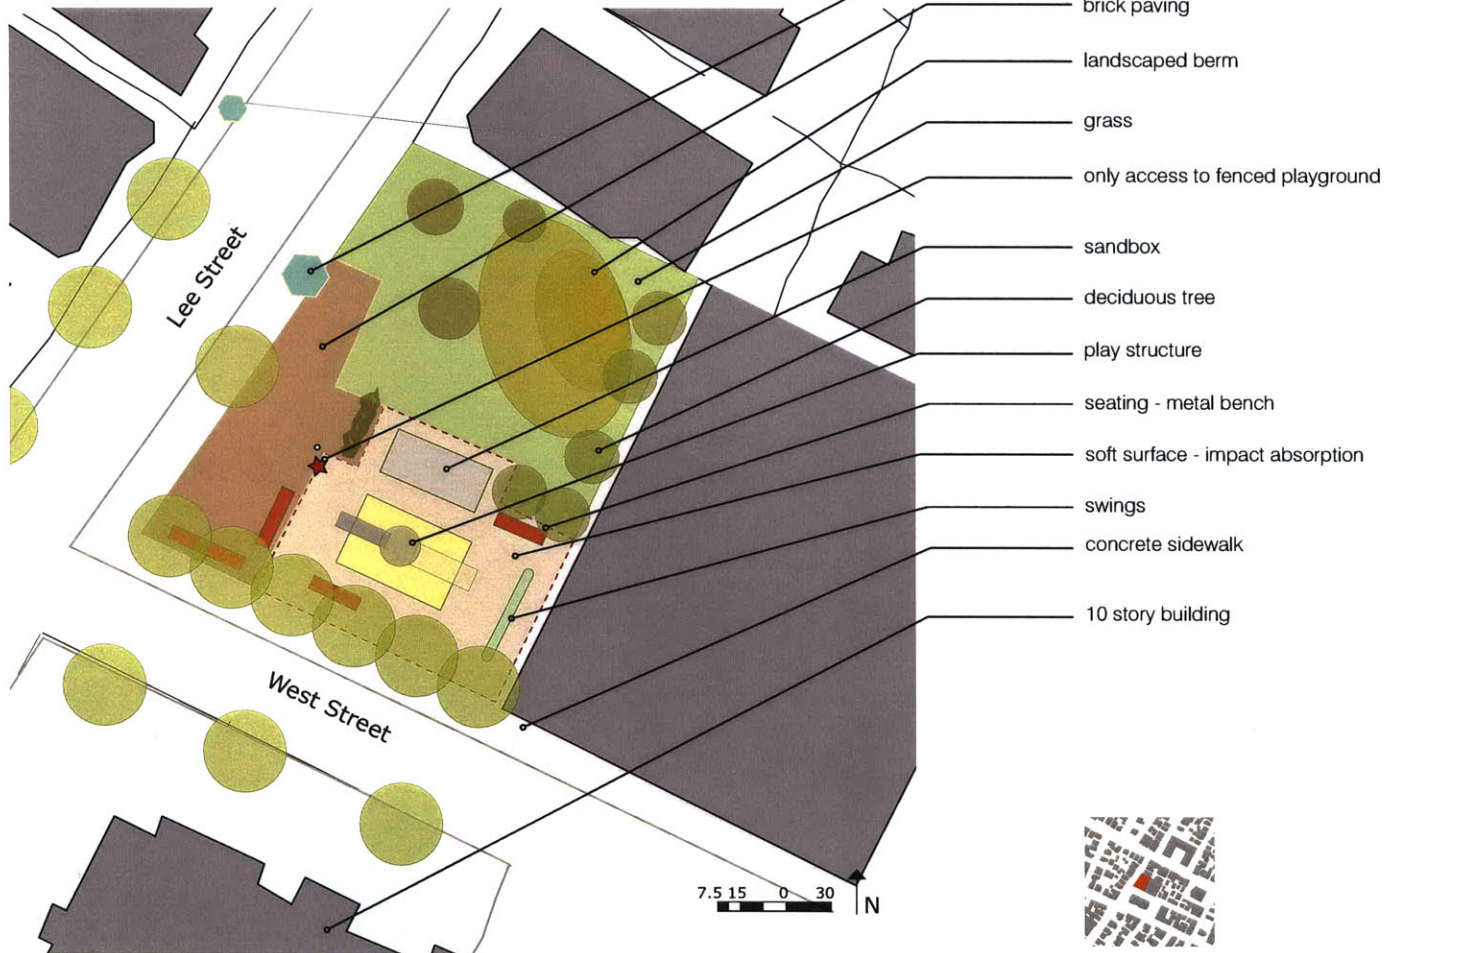 brick paving
landscaped berm
grass
only access to fenced playground
sandbox
deciduous tree
play structure
seating - metal bench
soft surface - impact absorption
swings
concrete sidewalk
10 story building
Lee Street
West Street
7.5 15 0 30
N